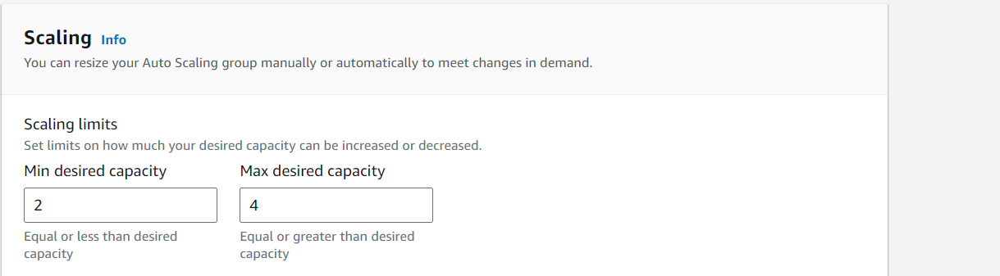 Scaling Info
You can resize your Auto Scaling group manually or automatically to meet changes in demand.
Scaling limits
Set limits on how much your desired capacity can be increased or decreased.
Min desired capacity
Max desired capacity
2
4
Equal or less than desired
capacity
Equal or greater than desired
capacity